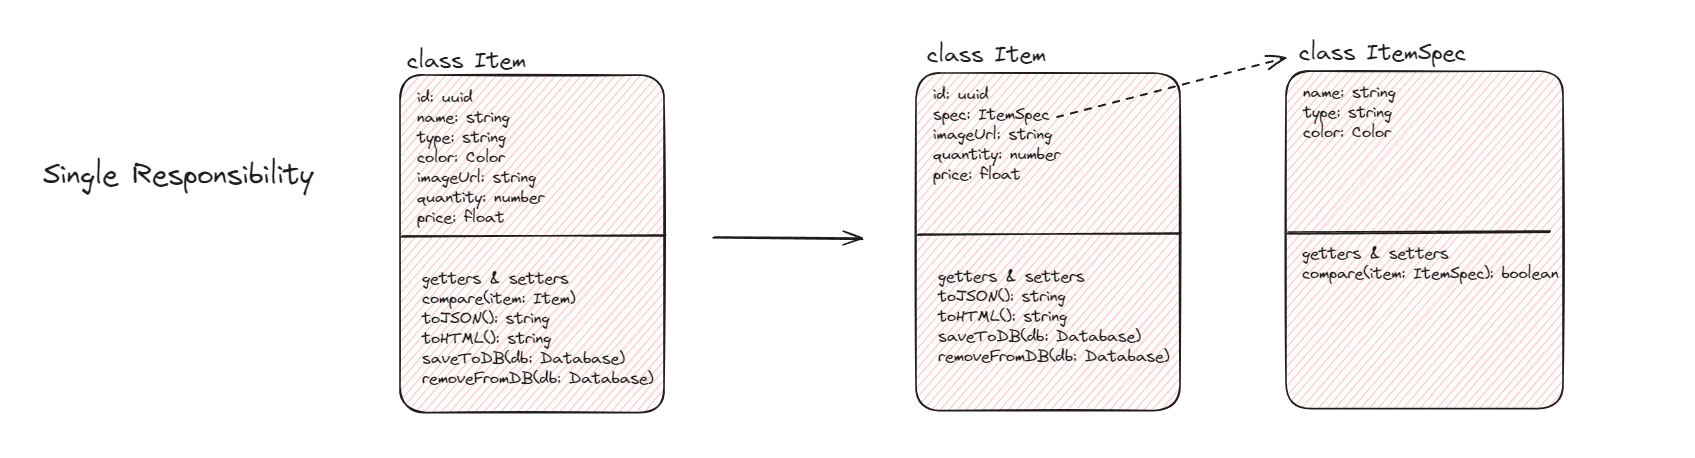 Single Responsibility
class Item
id: uuid
name: string
type: string
color: Color
imageUrl: string
quantity: number
price: float
getters & setters
compare(item: Item)
toJSON(): string
toHTML(): string
saveToDB(db: Database)
removeFromDB(db: Database)
class Item
id: uuid
spec: ItemSpec
imageUrl: string
quantity: number
price: float
getters & setters
toJSON(): string
toHTML(): string
saveToDB(db: Database)
removeFromDB(db: Database)
class ItemSpec
name: string
type: string
color: Color
getters & setters
compare(item: ItemSpec): boolean